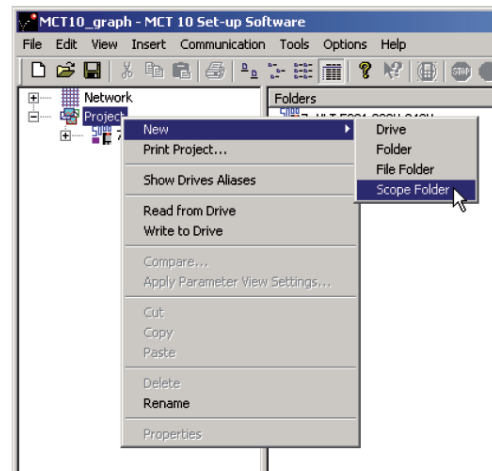 MCT10_graph - MCT 10 Set-up Software
File Edit View Insert Communication Tools Options Help
Network
Folders
Project
New
Drive
Print Project...
Folder
File Folder
Show Drives Aliases
Scope Folder
Read from Drive
Write to Drive
Compare...
Apply Parameter View Settings...
Cut
Copy
Paste
Delete
Rename
Properties